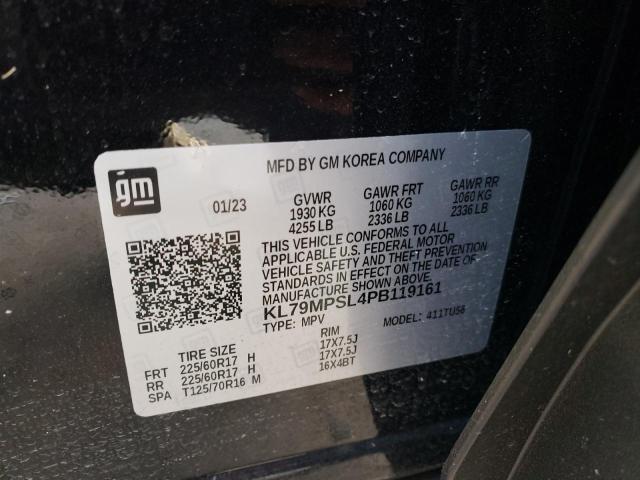 gm
MFD BY GM KOREA COMPANY
01/23 GVWR GAWR FRT GAWR RR
1930 KG 1060 KG 1060 KG
4255 LB 2336 LB 2336 LB
THIS VEHICLE CONFORMS TO ALL
APPLICABLE U.S. FEDERAL MOTOR
VEHICLE SAFETY AND THEFT PREVENTION
STANDARDS IN EFFECT ON THE DATE OF
MANUFACTURE SHOWN ABOVE.
KL79MPSL4PB119161
TYPE: MPV MODEL: 411TU56
TIRE SIZE RIM
FRT 225/60R17 H 17X7.5J
RR 225/60R17 H 17X7.5J
SPA T125/70R16 M 16X4BT